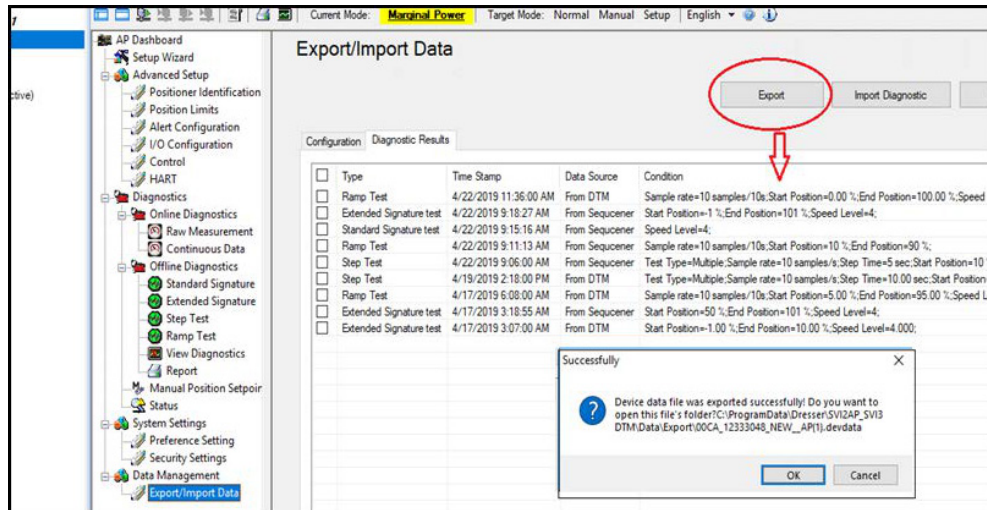 Current Mode: Marginal Power Target Mode: Normal Manual Setup English
ctive)
AP Dashboard
Setup Wizard
Advanced Setup
Positioner Identification
Position Limits
Alert Configuration
I/O Configuration
Control
HART
Diagnostics
Online Diagnostics
Raw Measurement
Continuous Data
Offline Diagnostics
Standard Signature
Extended Signature
Step Test
Ramp Test
View Diagnostics
Report
Manual Position Setpoir
Status
System Settings
Preference Setting
Security Settings
Data Management
Export/Import Data
Export/Import Data
Export Import Diagnostic
Configuration Diagnostic Results
Type Time Stamp Data Source Condition
Ramp Test 4/22/2019 11:36:00 AM From DTM Sample rate=10 samples/10s;Start Position=0.00 %;End Position=100.00 %;Speed
Extended Signature test 4/22/2019 9:18:27 AM From Sequcener Start Position=-1 %;End Position=101 %;Speed Level=4;
Standard Signature test 4/22/2019 9:15:16 AM From Sequcener Speed Level=4;
Ramp Test 4/22/2019 9:11:13 AM From Sequcener Sample rate=10 samples/10s;Start Position=10 %;End Position=90 %;
Step Test 4/22/2019 9:06:00 AM From Sequcener Test Type=Multiple;Sample rate=10 samples/s;Step Time=5 sec;Start Position=10
Step Test 4/19/2019 2:18:00 PM From DTM Test Type=Multiple;Sample rate=10 samples/s;Step Time=10.00 sec;Start Position
Ramp Test 4/17/2019 6:08:00 AM From DTM Sample rate=10 samples/10s;Start Position=5.00 %;End Position=95.00 %;Speed L
Extended Signature test 4/17/2019 3:18:55 AM From Sequcener Start Position=50 %;End Position=101 %;Speed Level=4;
Extended Signature test 4/17/2019 3:07:00 AM From DTM Start Position=-1.00 %;End Position=10.00 %;Speed Level=4.000;
Successfully
Device data file was exported successfully! Do you want to
open this file's folder?C:\ProgramData\Dresser\SVI2AP_SVI3
DTM\Data\Export\00CA_12333048_NEW__AP(1).devdata
OK Cancel